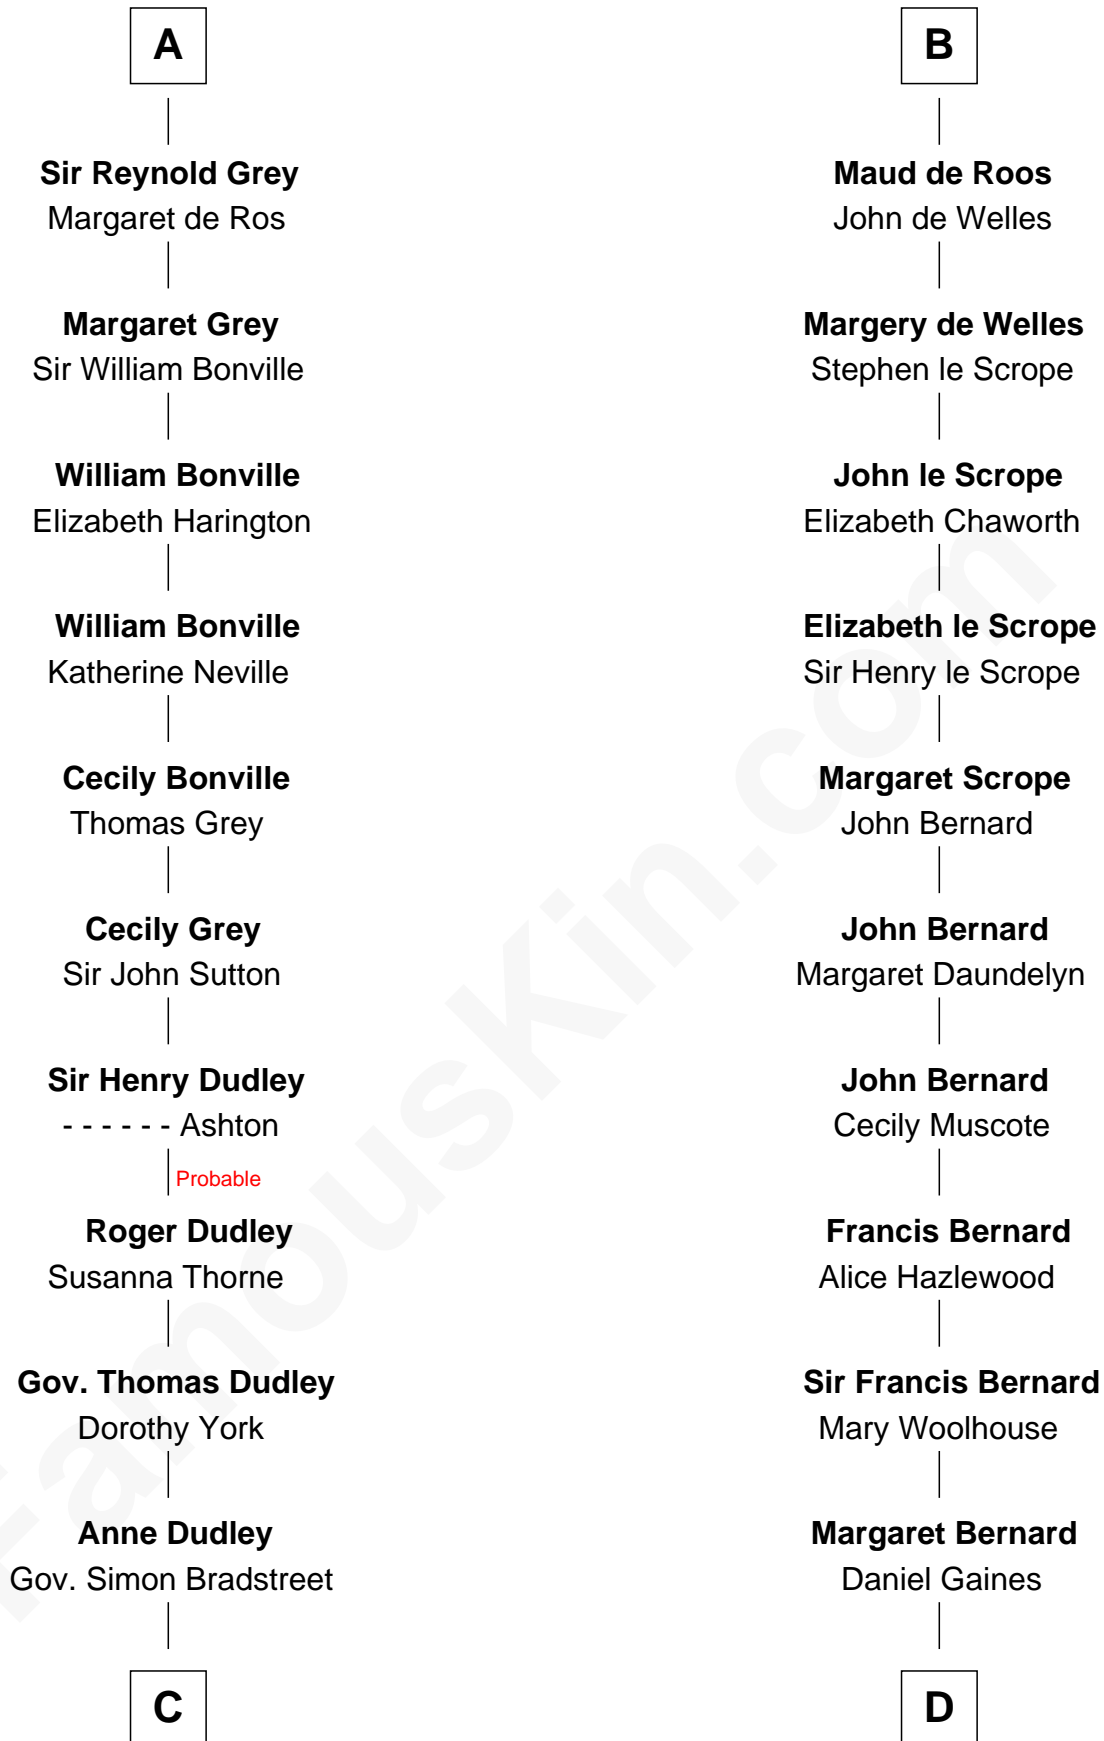 A
Sir Reynold Grey
Margaret de Ros
Margaret Grey
Sir William Bonville
William Bonville
Elizabeth Harington
William Bonville
Katherine Neville
Cecily Bonville
Thomas Grey
Cecily Grey
Sir John Sutton
Sir Henry Dudley
- - - - - - Ashton
Probable
Roger Dudley
Susanna Thorne
Gov. Thomas Dudley
Dorothy York
Anne Dudley
Gov. Simon Bradstreet
C
B
Maud de Roos
John de Welles
Margery de Welles
Stephen le Scrope
John le Scrope
Elizabeth Chaworth
Elizabeth le Scrope
Sir Henry le Scrope
Margaret Scrope
John Bernard
John Bernard
Margaret Daundelyn
John Bernard
Cecily Muscote
Francis Bernard
Alice Hazlewood
Sir Francis Bernard
Mary Woolhouse
Margaret Bernard
Daniel Gaines
D
FamousKin.com